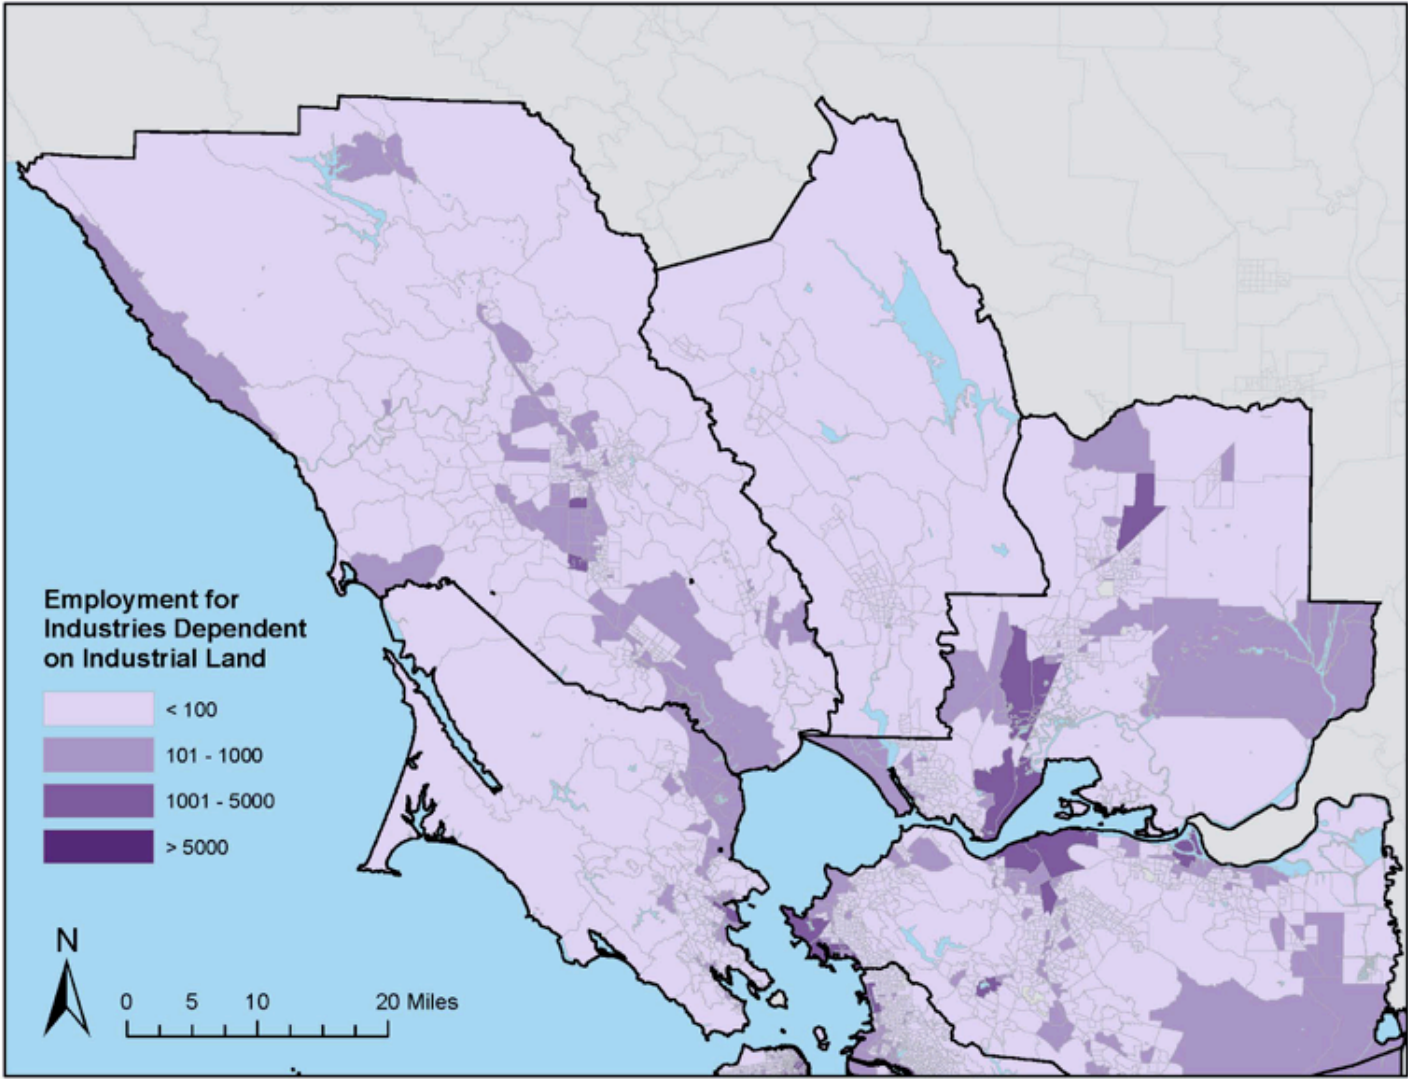 Employment for
Industries Dependent
on Industrial Land
< 100
101 - 1000
1001 - 5000
> 5000
N
0 5 10 20 Miles